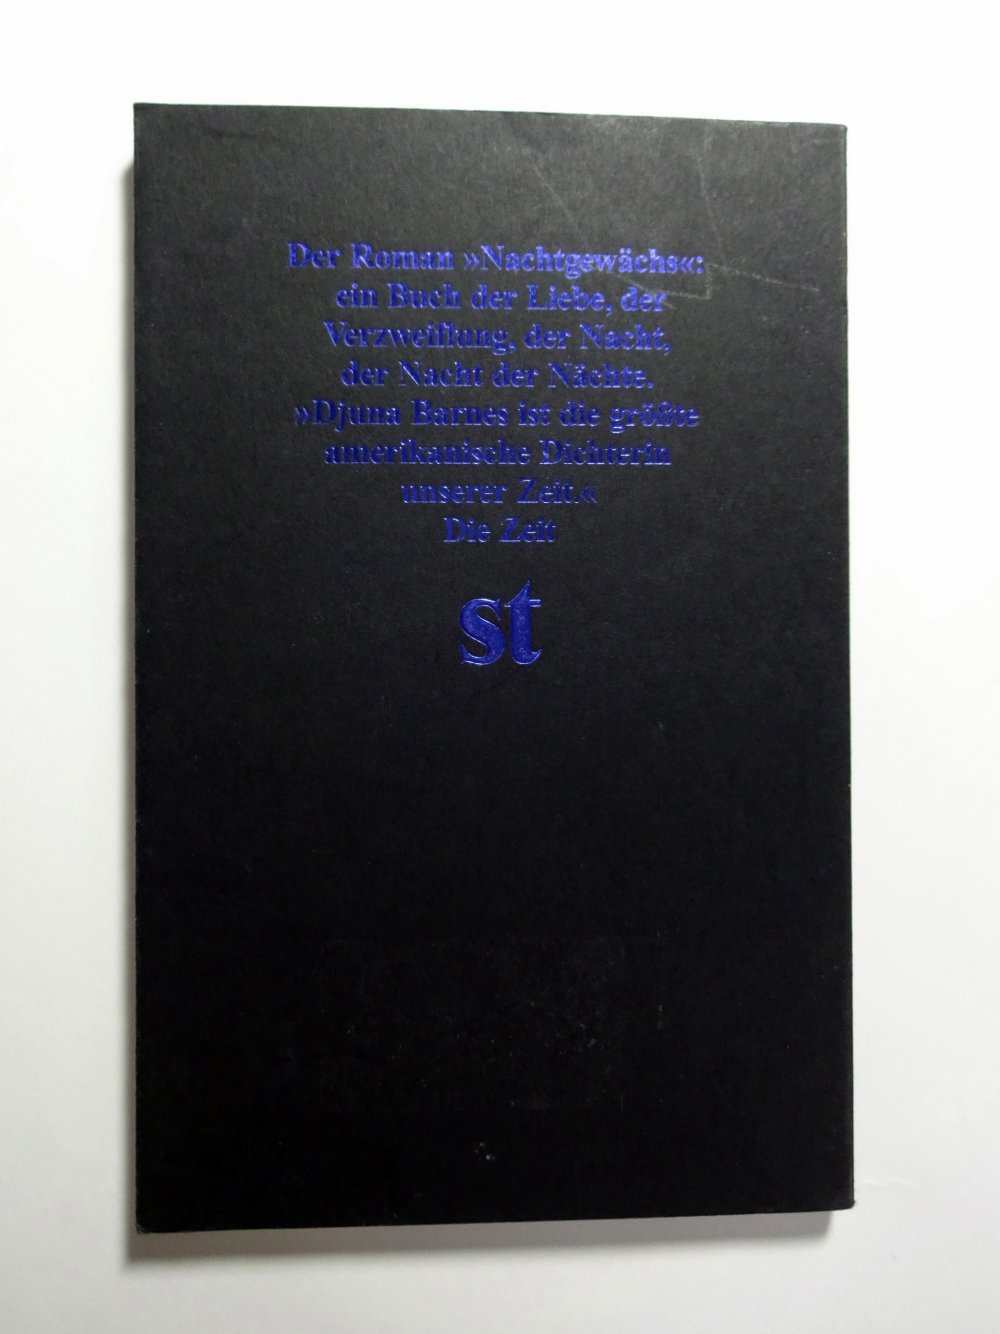 Der Roman »Nachtgewächs«:
ein Buch der Liebe, der
Verzweiflung, der Nacht,
der Nacht der Nächte.
»Djuna Barnes ist die größte
amerikanische Dichterin
unserer Zeit.«
Die Zeit
st